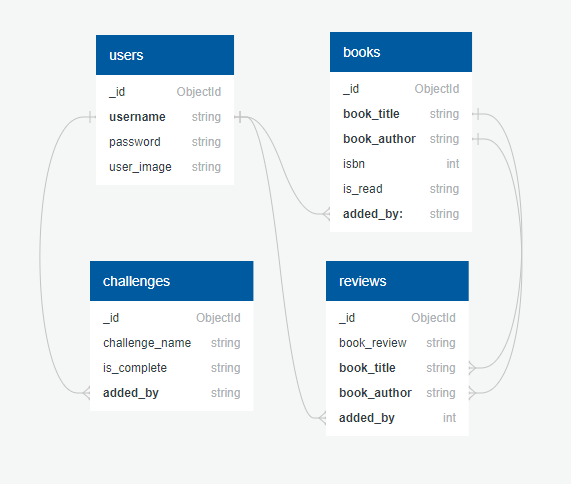 users
_id ObjectId
username string
password string
user_image string
books
_id ObjectId
book_title string
book_author string
isbn int
is_read string
added_by: string
challenges
_id ObjectId
challenge_name string
is_complete string
added_by string
reviews
_id ObjectId
book_review string
book_title string
book_author string
added_by int